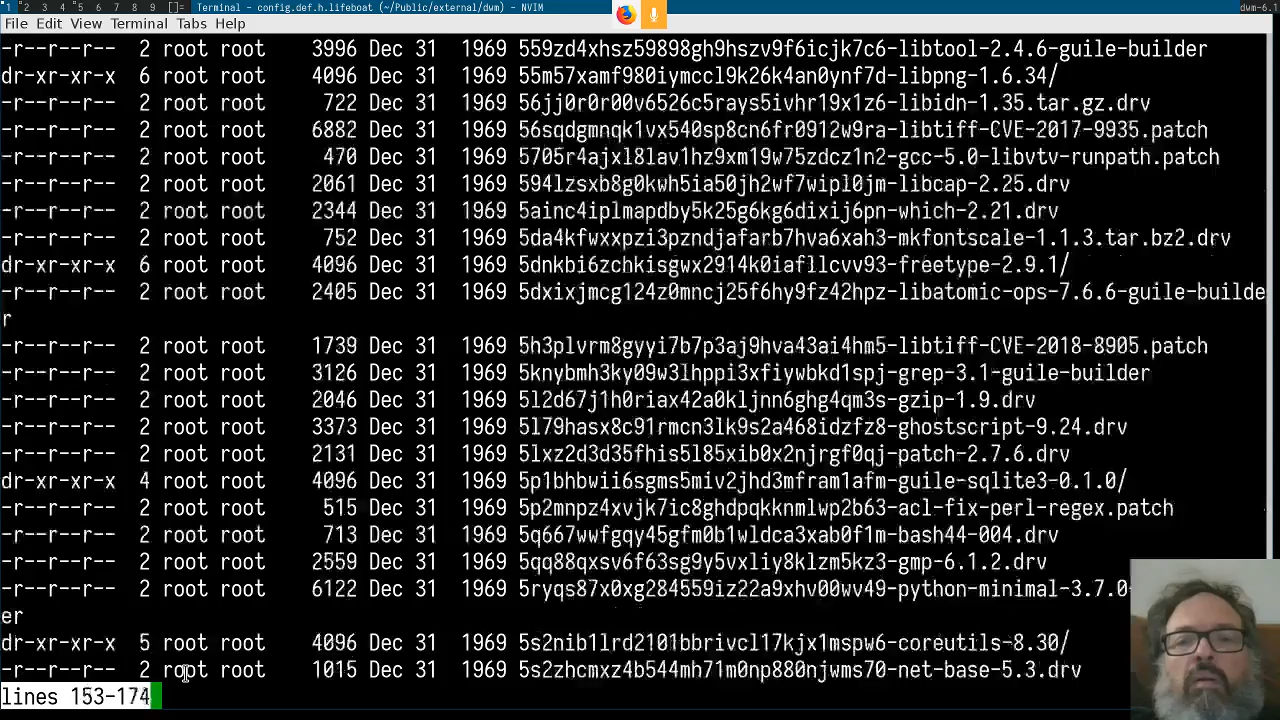 1 2 3 4 5 6 7 8 9 []= Terminal - config.def.h.lifeboat (~/Public/external/dwm) - NVIM dwm-6.1
File Edit View Terminal Tabs Help
-r--r--r-- 2 root root 3996 Dec 31 1969 559zd4xhsz59898gh9hszv9f6icjk7c6-libtool-2.4.6-guile-builder
dr-xr-xr-x 6 root root 4096 Dec 31 1969 55m57xamf980iymccl9k26k4an0ynf7d-libpng-1.6.34/
-r--r--r-- 2 root root 722 Dec 31 1969 56jj0r0r00v6526c5rays5ivhr19x1z6-libidn-1.35.tar.gz.drv
-r--r--r-- 2 root root 6882 Dec 31 1969 56sqdgmnqk1vx540sp8cn6fr0912w9ra-libtiff-CVE-2017-9935.patch
-r--r--r-- 2 root root 470 Dec 31 1969 5705r4ajxl8lav1hz9xm19w75zdcz1n2-gcc-5.0-libvtv-runpath.patch
-r--r--r-- 2 root root 2061 Dec 31 1969 594lzsxb8g0kwh5ia50jh2wf7wipl0jm-libcap-2.25.drv
-r--r--r-- 2 root root 2344 Dec 31 1969 5ainc4iplmapdby5k25g6kg6dixij6pn-which-2.21.drv
-r--r--r-- 2 root root 752 Dec 31 1969 5da4kfwxxpzi3pzndjafarb7hva6xah3-mkfontscale-1.1.3.tar.bz2.drv
dr-xr-xr-x 6 root root 4096 Dec 31 1969 5dnkbi6zchkisgwx2914k0iafllcvv93-freetype-2.9.1/
-r--r--r-- 2 root root 2405 Dec 31 1969 5dxixjmcg124z0mncj25f6hy9fz42hpz-libatomic-ops-7.6.6-guile-builde
r
-r--r--r-- 2 root root 1739 Dec 31 1969 5h3plvrm8gyyi7b7p3aj9hva43ai4hm5-libtiff-CVE-2018-8905.patch
-r--r--r-- 2 root root 3126 Dec 31 1969 5knybmh3ky09w3lhppi3xfiywbkd1spj-grep-3.1-guile-builder
-r--r--r-- 2 root root 2046 Dec 31 1969 5l2d67j1h0riax42a0kljnn6ghg4qm3s-gzip-1.9.drv
-r--r--r-- 2 root root 3373 Dec 31 1969 5l79hasx8c91rmcn3lk9s2a468idzfz8-ghostscript-9.24.drv
-r--r--r-- 2 root root 2131 Dec 31 1969 5lxz2d3d35fhis5l85xib0x2njrgf0qj-patch-2.7.6.drv
dr-xr-xr-x 4 root root 4096 Dec 31 1969 5p1bhbwii6sgms5miv2jhd3mfram1afm-guile-sqlite3-0.1.0/
-r--r--r-- 2 root root 515 Dec 31 1969 5p2mnpz4xvjk7ic8ghdpqkknmlwp2b63-acl-fix-perl-regex.patch
-r--r--r-- 2 root root 713 Dec 31 1969 5q667wwfgqy45gfm0b1wldca3xab0f1m-bash44-004.drv
-r--r--r-- 2 root root 2559 Dec 31 1969 5qq88qxsv6f63sg9y5vxliy8klzm5kz3-gmp-6.1.2.drv
-r--r--r-- 2 root root 6122 Dec 31 1969 5ryqs87x0xg284559iz22a9xhv00wv49-python-minimal-3.7.0
er
dr-xr-xr-x 5 root root 4096 Dec 31 1969 5s2nib1lrd2101bbrivcl17kjx1mspw6-coreutils-8.30/
-r--r--r-- 2 root root 1015 Dec 31 1969 5s2zhcmxz4b544mh71m0np880njwms70-net-base-5.3.drv
lines 153-174